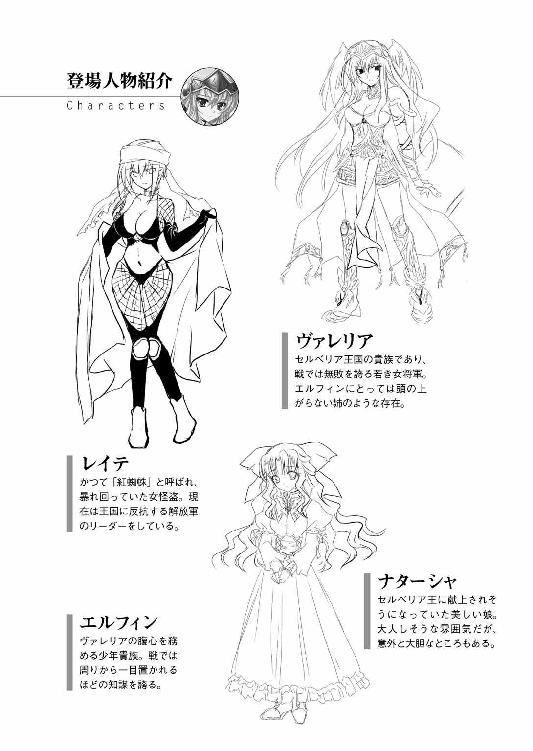 登場人物紹介
Characters
ヴァレリア
セルベリア王国の貴族であり、
戦では無敗を誇る若き女将軍。
エルフィンにとっては頭の上
がらない姉のような存在。
レイテ
かつて「紅蜘蛛」と呼ばれ、
暴れ回っていた女怪盗。現
在は王国に反抗する解放軍
のリーダーをしている。
ナターシャ
セルベリア王に献上されそ
うになっていた美しい娘。
大人しそうな雰囲気だが、
意外と大胆なところもある。
エルフィン
ヴァレリアの腹心を務
める少年貴族。戦では
周りから一目置かれる
ほどの知謀を誇る。